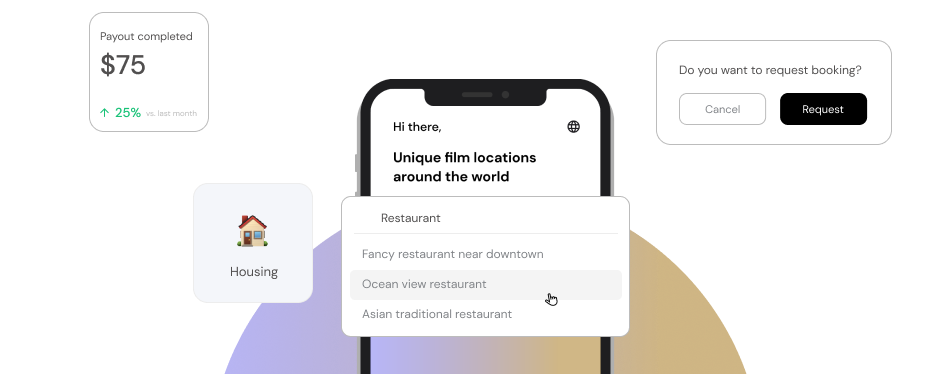 Payout completed
$75
↑ 25% vs. last month
Do you want to request booking?
Cancel
Request
Hi there,
Unique film locations
around the world
Restaurant
Fancy restaurant near downtown
Ocean view restaurant
Asian traditional restaurant
Housing